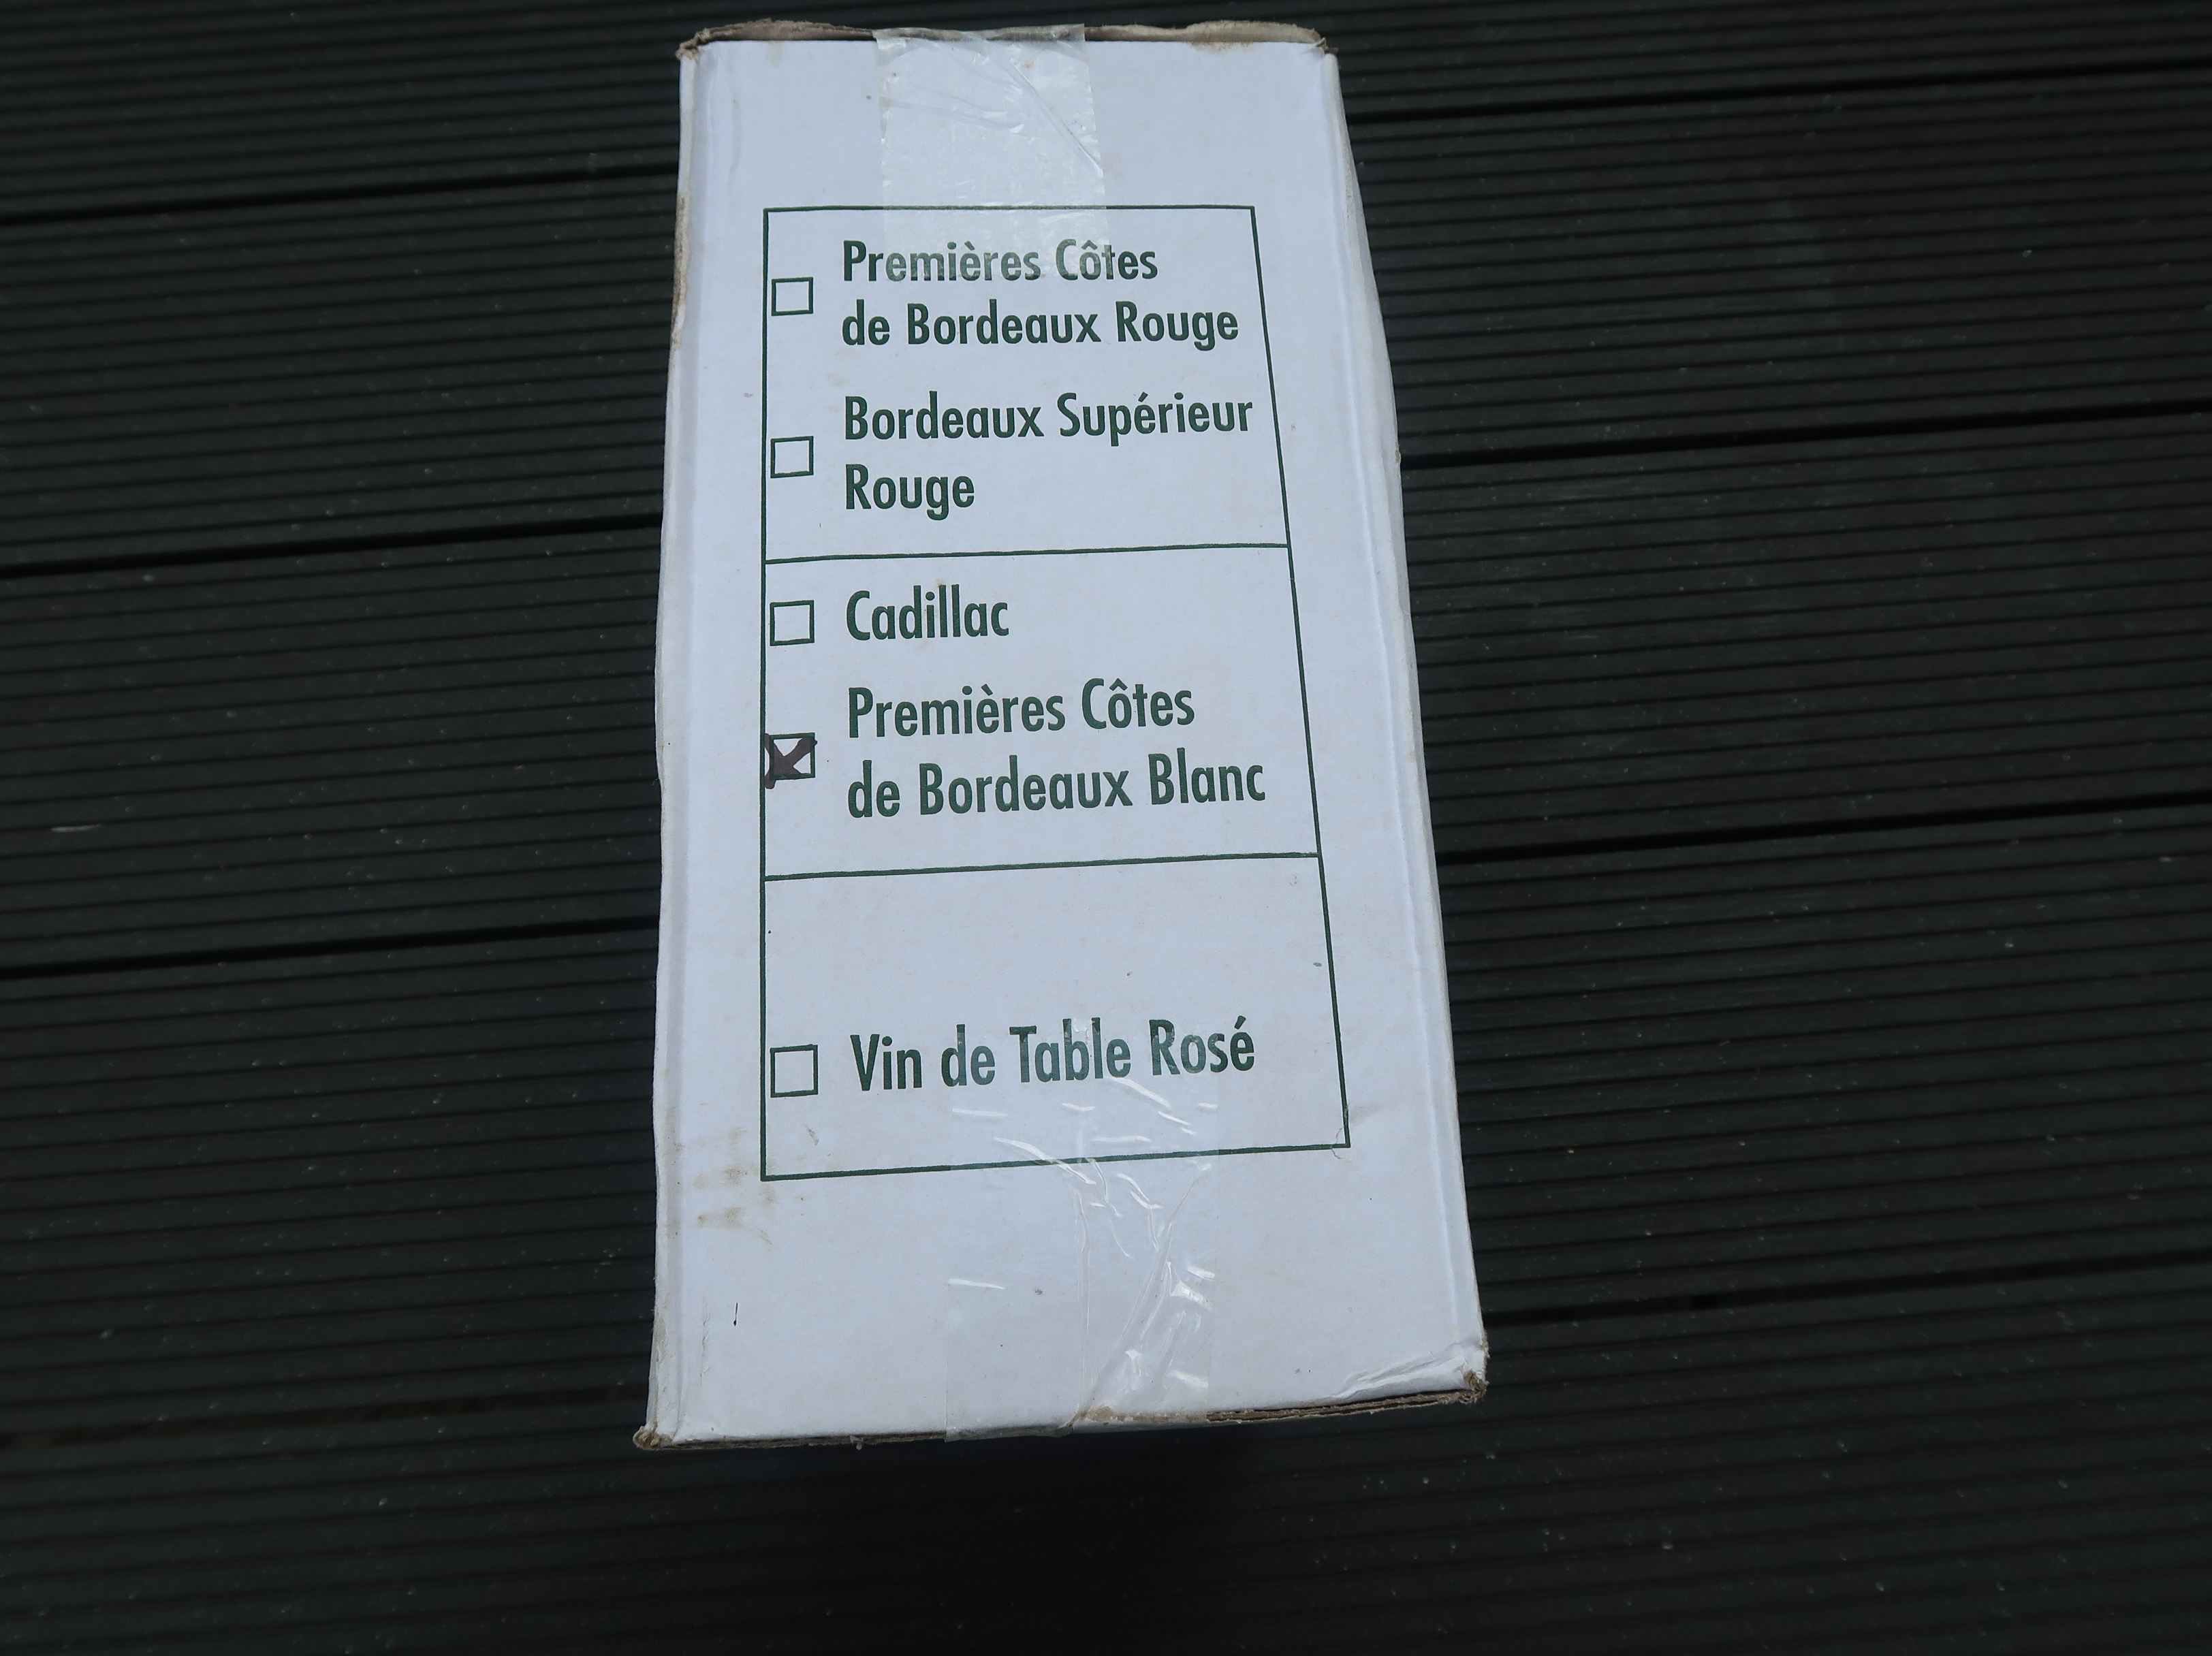 Premières Côtes
de Bordeaux Rouge
Bordeaux Supérieur
Rouge
Cadillac
Premières Côtes
de Bordeaux Blanc
Vin de Table Rosé